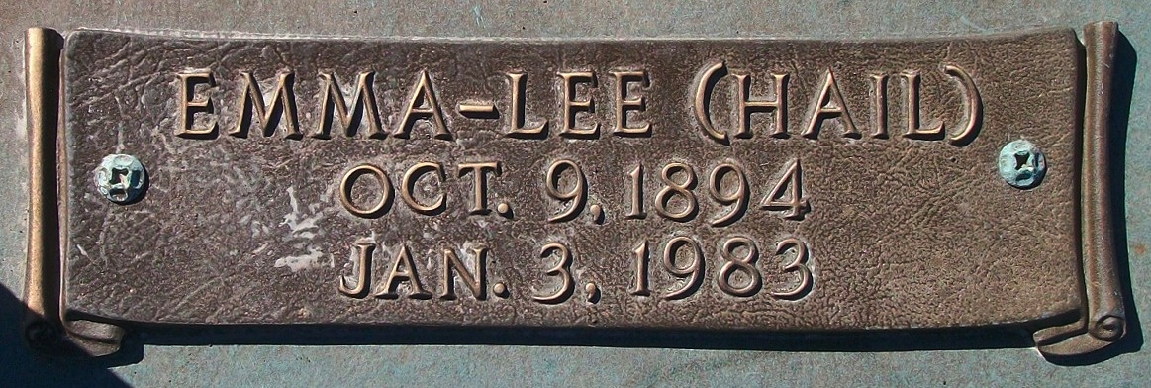 EMMA-LEE (HAIL)
OCT. 9, 1894
JAN. 3, 1983